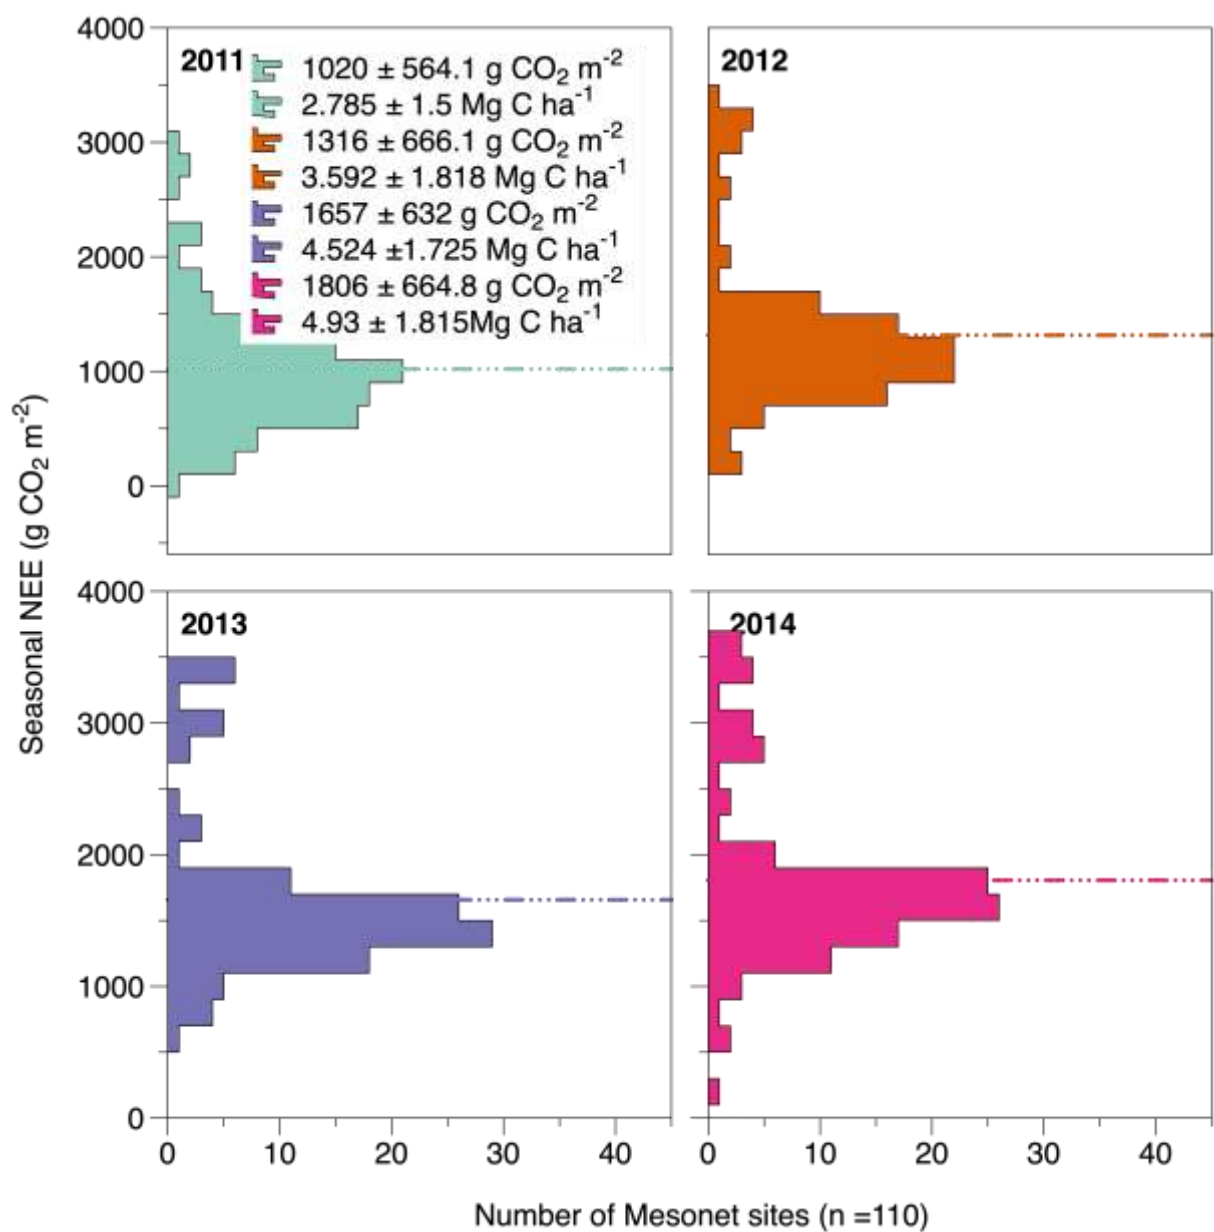 4000
2011
1020 ± 564.1 g CO2 m-2
2.785 ± 1.5 Mg C ha-1
1316 ± 666.1 g CO2 m-2
3.592 ± 1.818 Mg C ha-1
1657 ± 632 g CO2 m-2
4.524 ±1.725 Mg C ha-1
1806 ± 664.8 g CO2 m-2
4.93 ± 1.815Mg C ha-1
2012
3000
2000
1000
0
Seasonal NEE (g CO2 m-2)
4000
2013
2014
3000
2000
1000
0
0 10 20 30 40
0 10 20 30 40
Number of Mesonet sites (n =110)